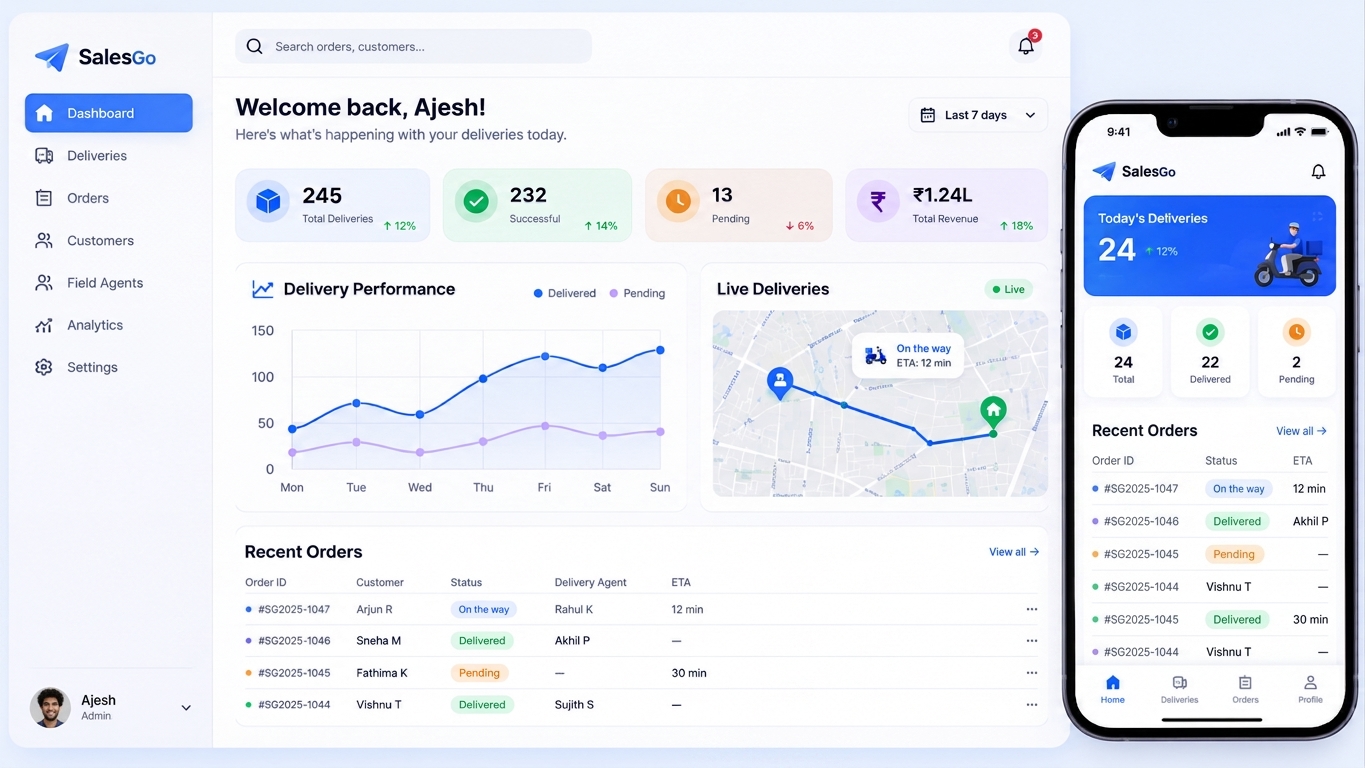 SalesGo
Search orders, customers...
3
Dashboard
Deliveries
Orders
Customers
Field Agents
Analytics
Settings
Ajesh
Admin
Welcome back, Ajesh!
Here's what's happening with your deliveries today.
Last 7 days
245
Total Deliveries
↑ 12%
232
Successful
↑ 14%
13
Pending
↓ 6%
₹
₹1.24L
Total Revenue
↑ 18%
Delivery Performance
Delivered Pending
150
100
50
0
Mon Tue Wed Thu Fri Sat Sun
Live Deliveries
Live
On the way
ETA: 12 min
Recent Orders
View all →
Order ID Customer Status Delivery Agent ETA
#SG2025-1047 Arjun R On the way Rahul K 12 min ...
#SG2025-1046 Sneha M Delivered Akhil P — ...
#SG2025-1045 Fathima K Pending — 30 min ...
#SG2025-1044 Vishnu T Delivered Sujith S — ...
9:41
SalesGo
Today's Deliveries
24 ↑ 12%
24
Total
22
Delivered
2
Pending
Recent Orders
View all →
Order ID Status ETA
#SG2025-1047 On the way 12 min
#SG2025-1046 Delivered Akhil P
#SG2025-1045 Pending —
#SG2025-1044 Vishnu T —
#SG2025-1045 Delivered 30 min
#SG2025-1044 Vishnu T —
Home Deliveries Orders Profile